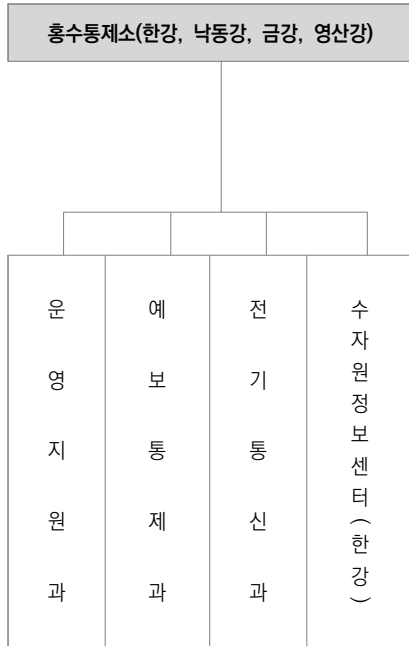 홍수통제소(한강, 낙동강, 금강, 영산강)
운영지원과
예보통제과
전기통신과
수자원정보센터(한강)